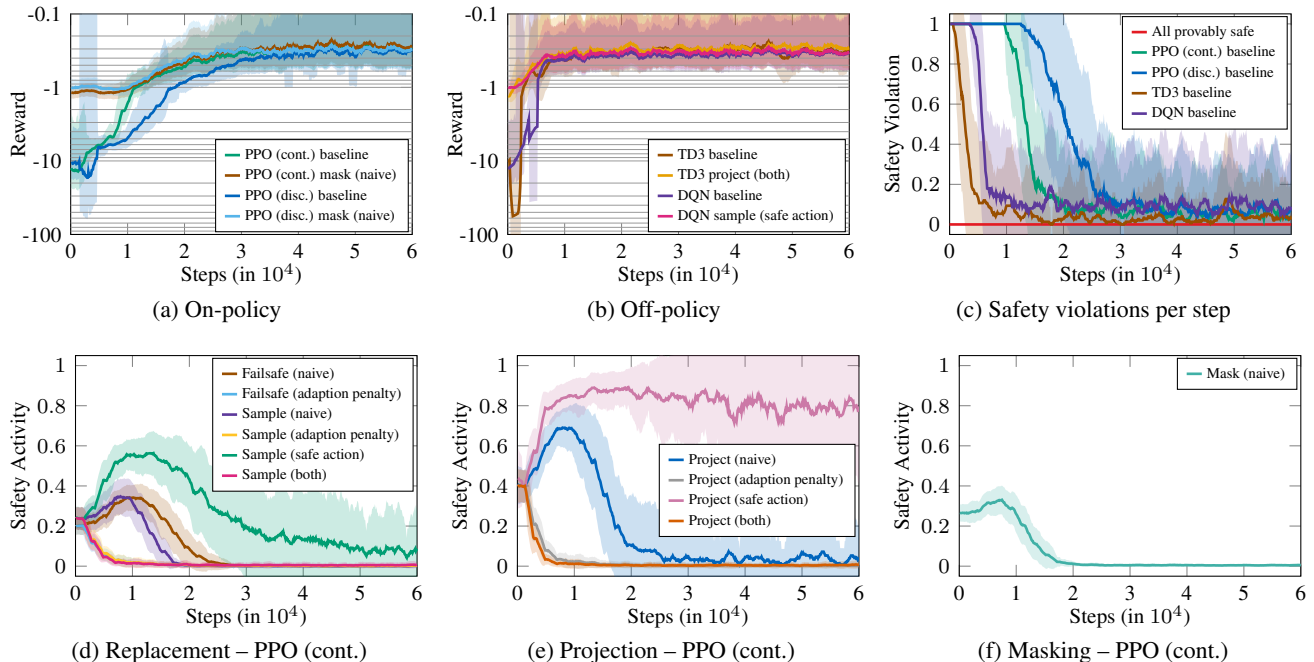 -0.1
-1
-10
-100
Reward
0 1 2 3 4 5 6
Steps (in 10^4)
PPO (cont.) baseline
PPO (cont.) mask (naive)
PPO (disc.) baseline
PPO (disc.) mask (naive)
(a) On-policy
-0.1
-1
-10
-100
Reward
0 1 2 3 4 5 6
Steps (in 10^4)
TD3 baseline
TD3 project (both)
DQN baseline
DQN sample (safe action)
(b) Off-policy
1
0.8
0.6
0.4
0.2
0
Safety Violation
0 1 2 3 4 5 6
Steps (in 10^4)
All provably safe
PPO (cont.) baseline
PPO (disc.) baseline
TD3 baseline
DQN baseline
(c) Safety violations per step
1
0.8
0.6
0.4
0.2
0
Safety Activity
0 1 2 3 4 5 6
Steps (in 10^4)
Failsafe (naive)
Failsafe (adaption penalty)
Sample (naive)
Sample (adaption penalty)
Sample (safe action)
Sample (both)
(d) Replacement – PPO (cont.)
1
0.8
0.6
0.4
0.2
0
Safety Activity
0 1 2 3 4 5 6
Steps (in 10^4)
Project (naive)
Project (adaption penalty)
Project (safe action)
Project (both)
(e) Projection – PPO (cont.)
1
0.8
0.6
0.4
0.2
0
Safety Activity
0 1 2 3 4 5 6
Steps (in 10^4)
Mask (naive)
(f) Masking – PPO (cont.)